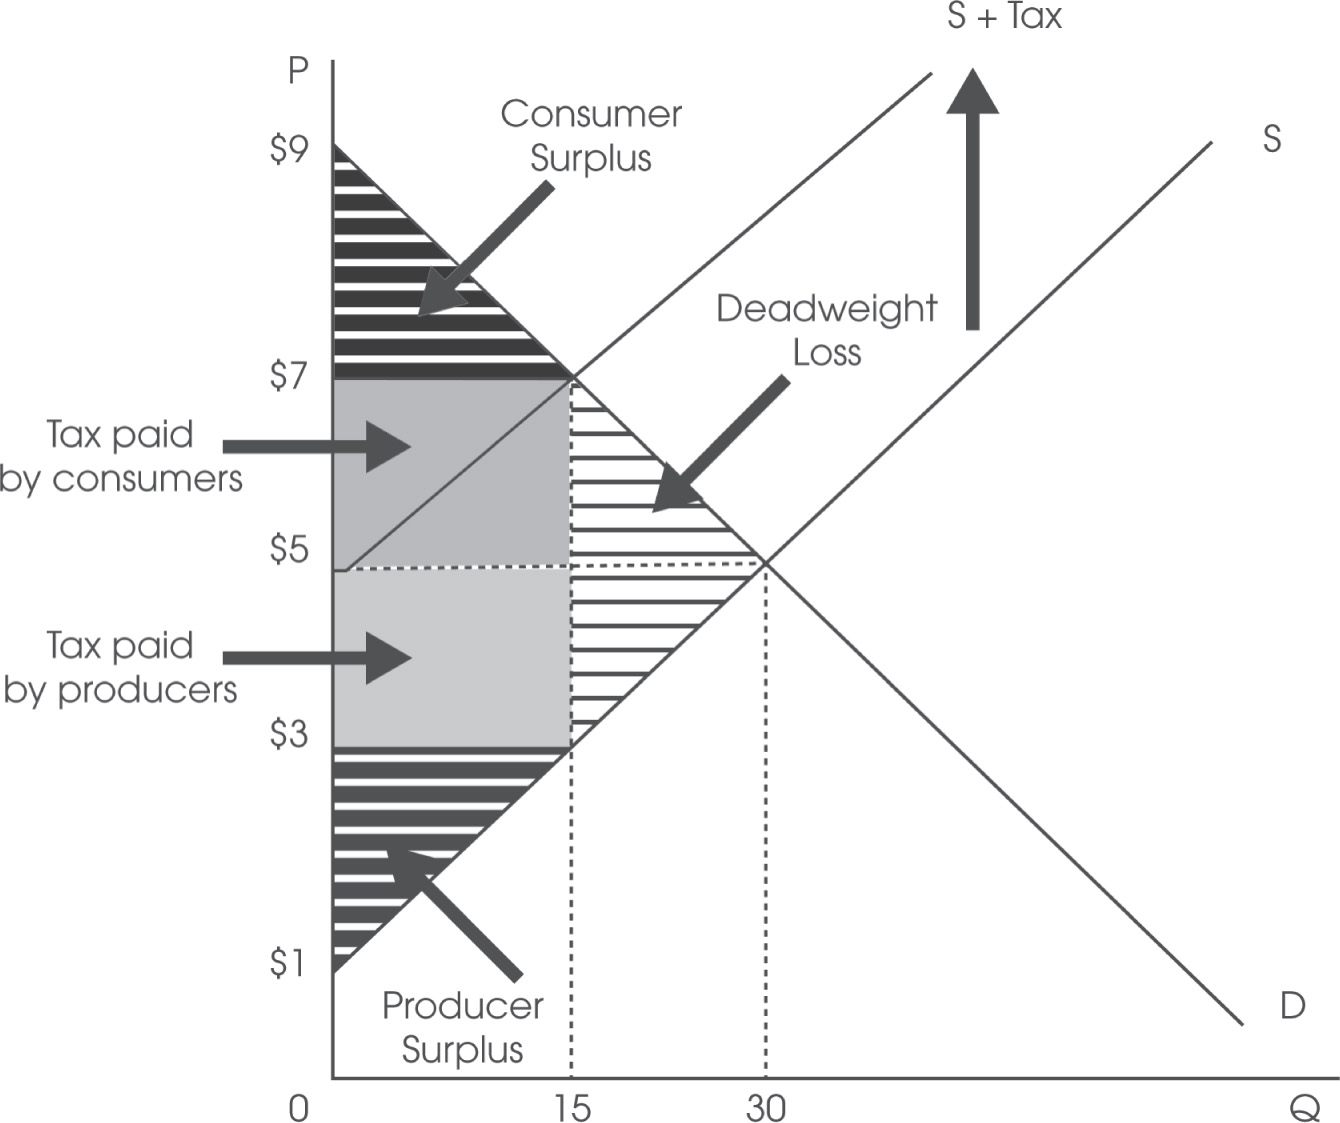 S + Tax
P
Consumer
Surplus
$9
S
Deadweight
Loss
$7
Tax paid
by consumers
$5
Tax paid
by producers
$3
$1
Producer
Surplus
D
0
15
30
Q